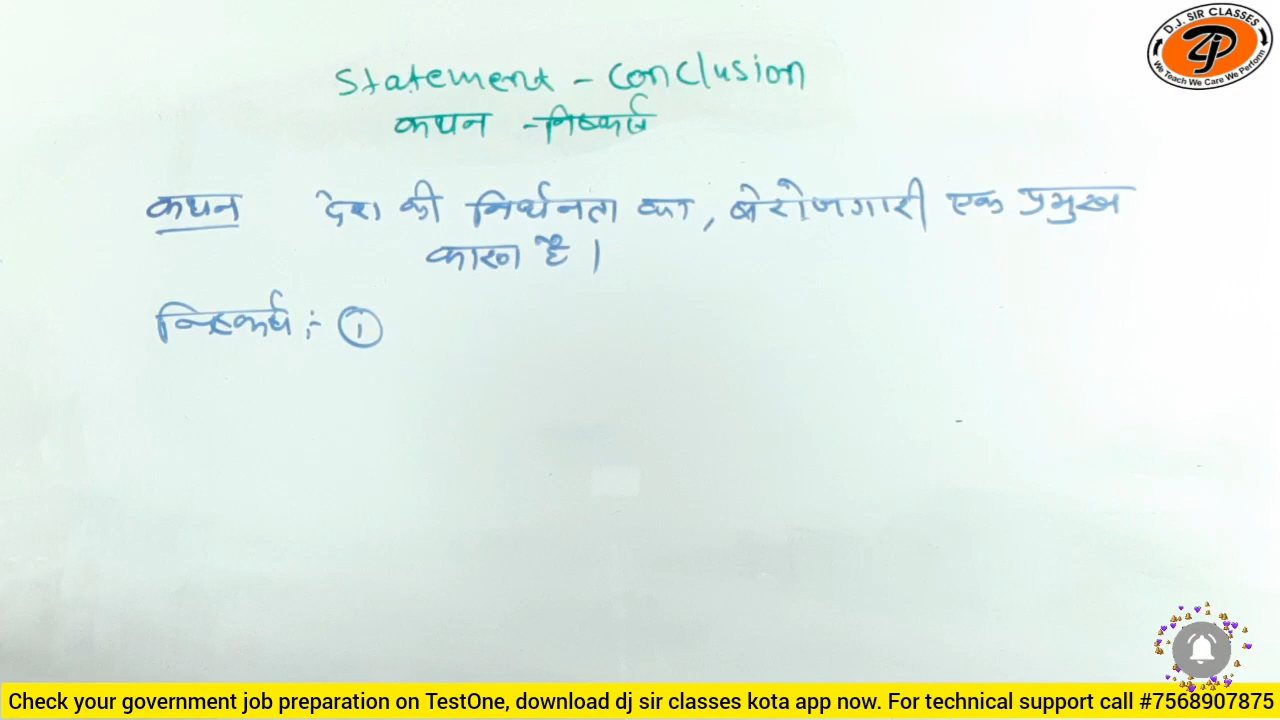 D.J. SIR CLASSES
We Teach We Care We Perform
Statement - Conclusion
कथन - निष्कर्ष
कथन देश की निर्धनता का , बेरोजगारी एक प्रमुख
कारण है ।
निष्कर्ष :- ①
Check your government job preparation on TestOne, download dj sir classes kota app now. For technical support call #7568907875